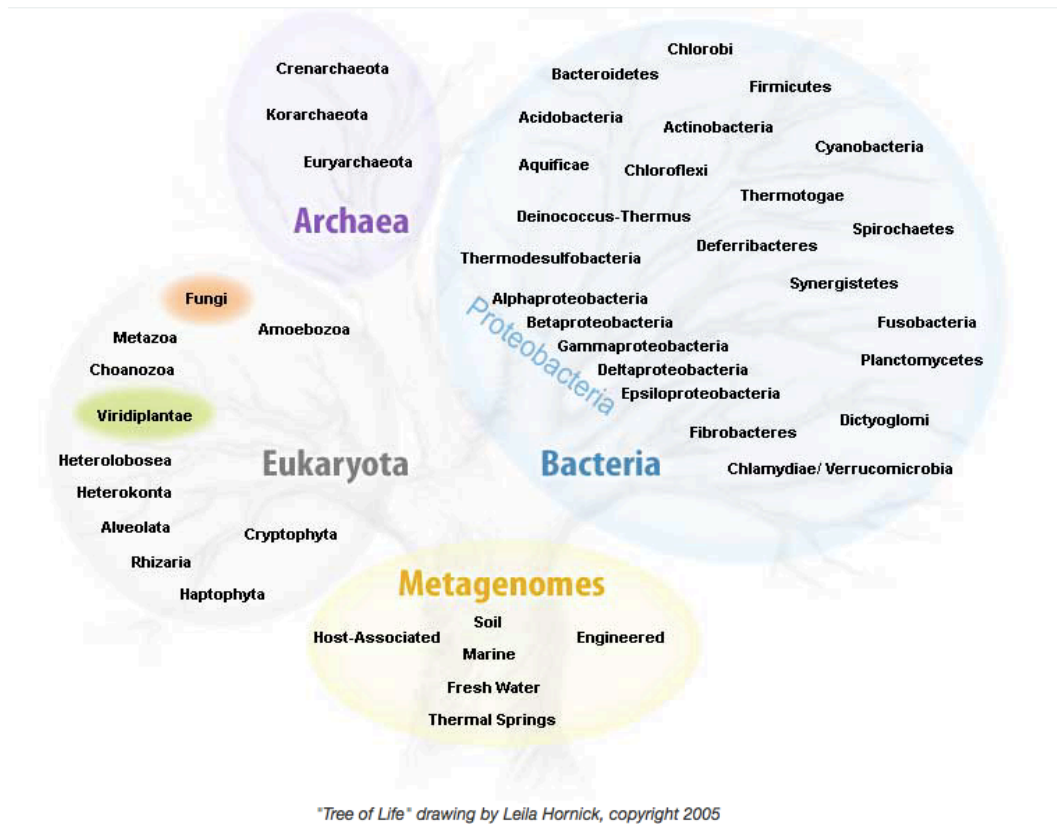 Crenarchaeota
Korarchaeota
Euryarchaeota
Archaea
Chlorobi
Bacteroidetes
Firmicutes
Acidobacteria
Actinobacteria
Cyanobacteria
Aquificae
Chloroflexi
Thermotogae
Deinococcus-Thermus
Spirochaetes
Deferribacteres
Thermodesulfobacteria
Synergistetes
Alphaproteobacteria
Proteobacteria
Betaproteobacteria
Fusobacteria
Gammaproteobacteria
Planctomycetes
Deltaproteobacteria
Epsiloproteobacteria
Dictyoglomi
Fibrobacteres
Bacteria
Chlamydiae/ Verrucomicrobia
Fungi
Amoebozoa
Metazoa
Choanozoa
Viridiplantae
Heterolobosea
Eukaryota
Heterokonta
Alveolata
Cryptophyta
Rhizaria
Haptophyta
Metagenomes
Soil
Host-Associated
Engineered
Marine
Fresh Water
Thermal Springs
"Tree of Life" drawing by Leila Hornick, copyright 2005